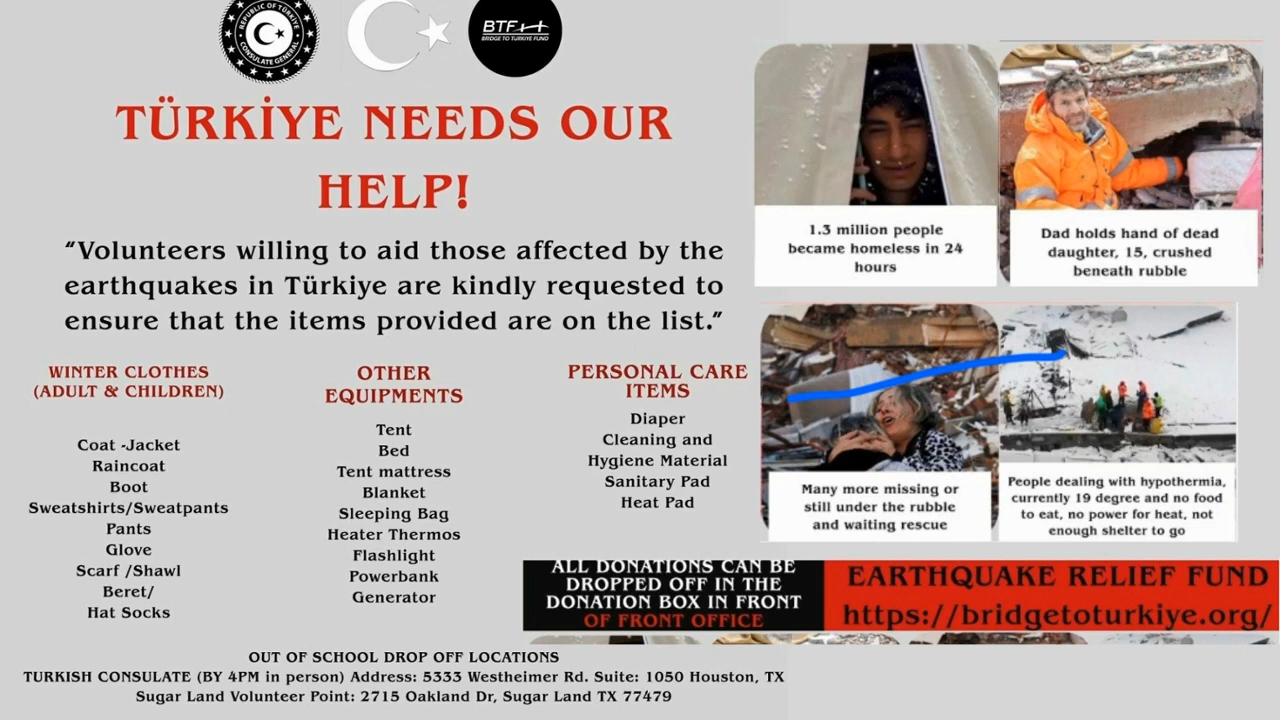 REPUBLIC OF TÜRKİYE
CONSULATE GENERAL
BTF
BRIDGE TO TURKIYE FUND
TÜRKİYE NEEDS OUR
HELP!
“Volunteers willing to aid those affected by the
earthquakes in Türkiye are kindly requested to
ensure that the items provided are on the list.”
WINTER CLOTHES
(ADULT & CHILDREN)
Coat -Jacket
Raincoat
Boot
Sweatshirts/Sweatpants
Pants
Glove
Scarf /Shawl
Beret/
Hat Socks
OTHER
EQUIPMENTS
Tent
Bed
Tent mattress
Blanket
Sleeping Bag
Heater Thermos
Flashlight
Powerbank
Generator
PERSONAL CARE
ITEMS
Diaper
Cleaning and
Hygiene Material
Sanitary Pad
Heat Pad
1.3 million people
became homeless in 24
hours
Dad holds hand of dead
daughter, 15, crushed
beneath rubble
Many more missing or
still under the rubble
and waiting rescue
People dealing with hypothermia,
currently 19 degree and no food
to eat, no power for heat, not
enough shelter to go
ALL DONATIONS CAN BE
DROPPED OFF IN THE
DONATION BOX IN FRONT
OF FRONT OFFICE
EARTHQUAKE RELIEF FUND
https://bridgetoturkiye.org/
OUT OF SCHOOL DROP OFF LOCATIONS
TURKISH CONSULATE (BY 4PM in person) Address: 5333 Westheimer Rd. Suite: 1050 Houston, TX
Sugar Land Volunteer Point: 2715 Oakland Dr, Sugar Land TX 77479